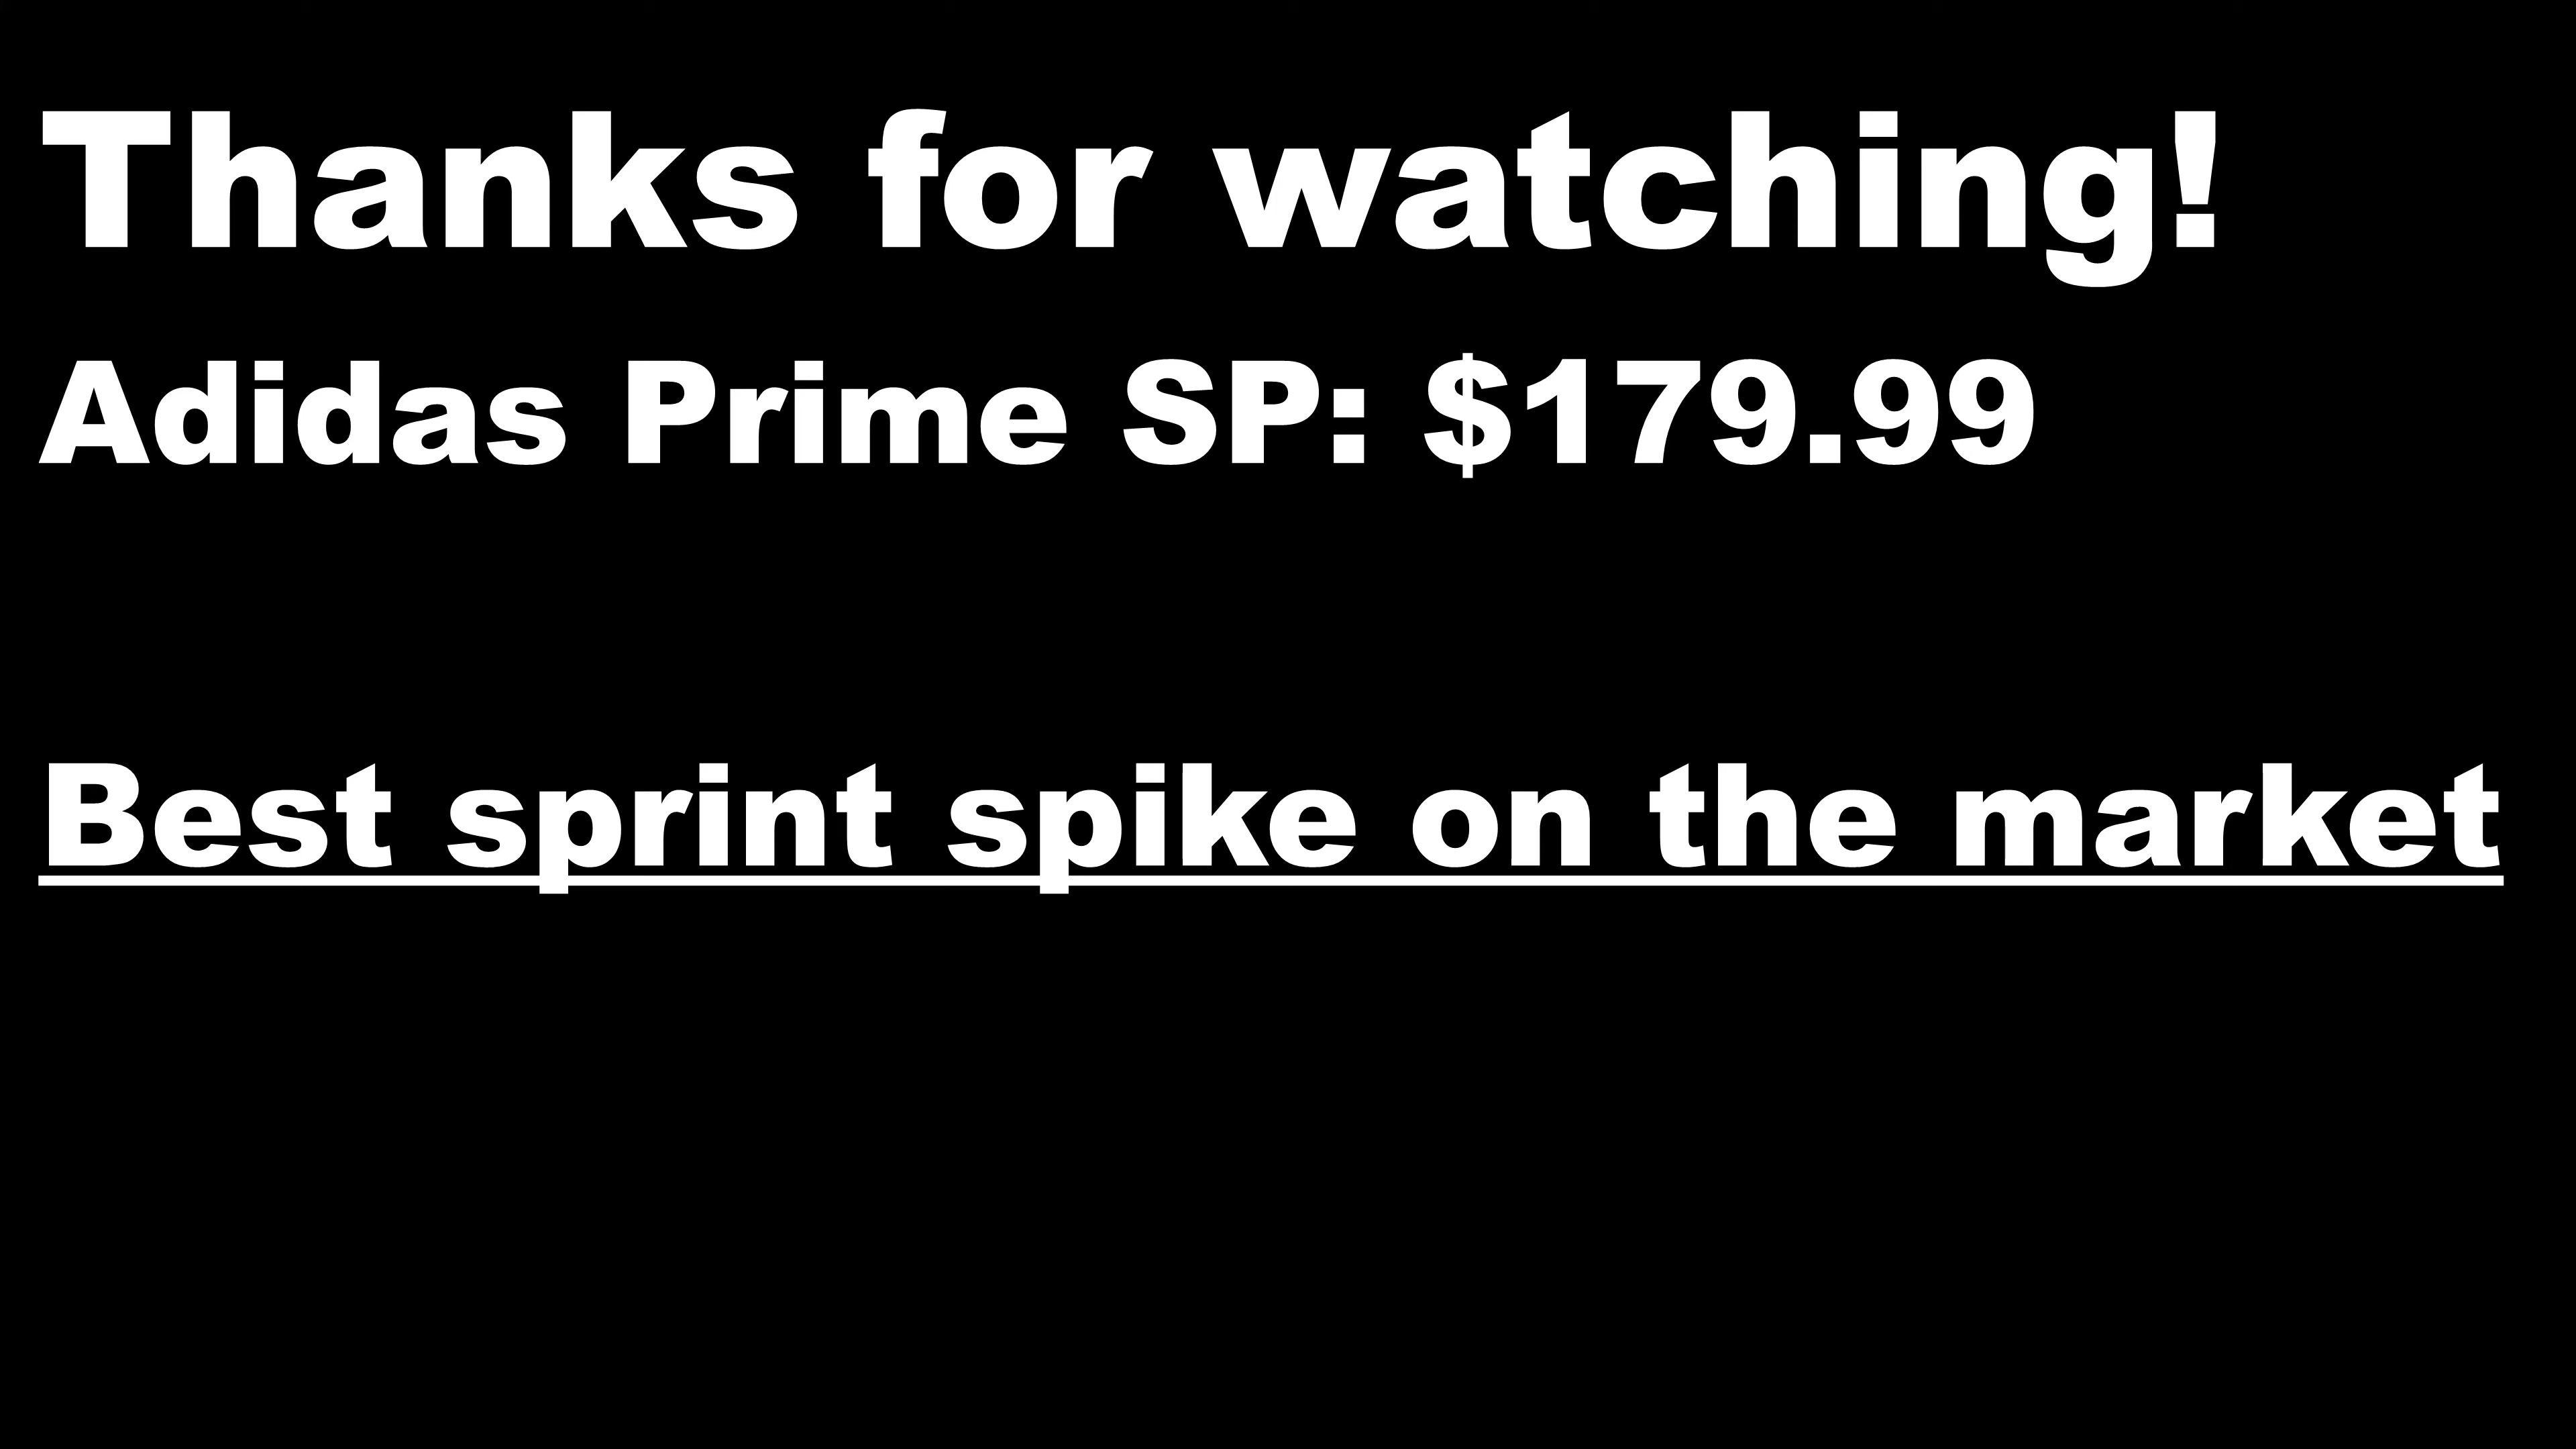 Thanks for watching!
Adidas Prime SP: $179.99
Best sprint spike on the market